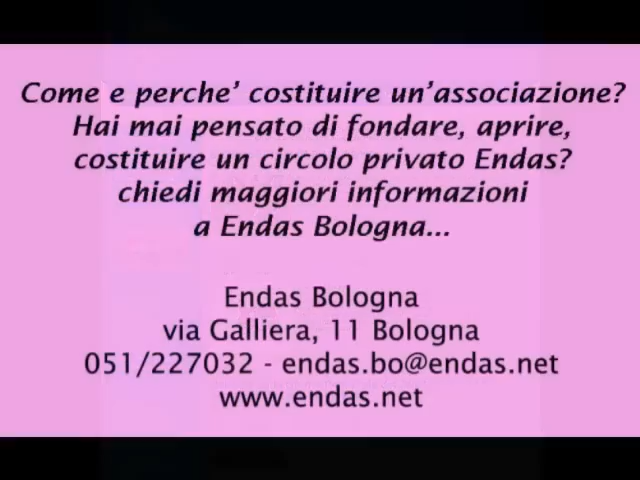 Come e perche’ costituire un’associazione?
Hai mai pensato di fondare, aprire,
costituire un circolo privato Endas?
chiedi maggiori informazioni
a Endas Bologna...
Endas Bologna
via Galliera, 11 Bologna
051/227032 - endas.bo@endas.net
www.endas.net